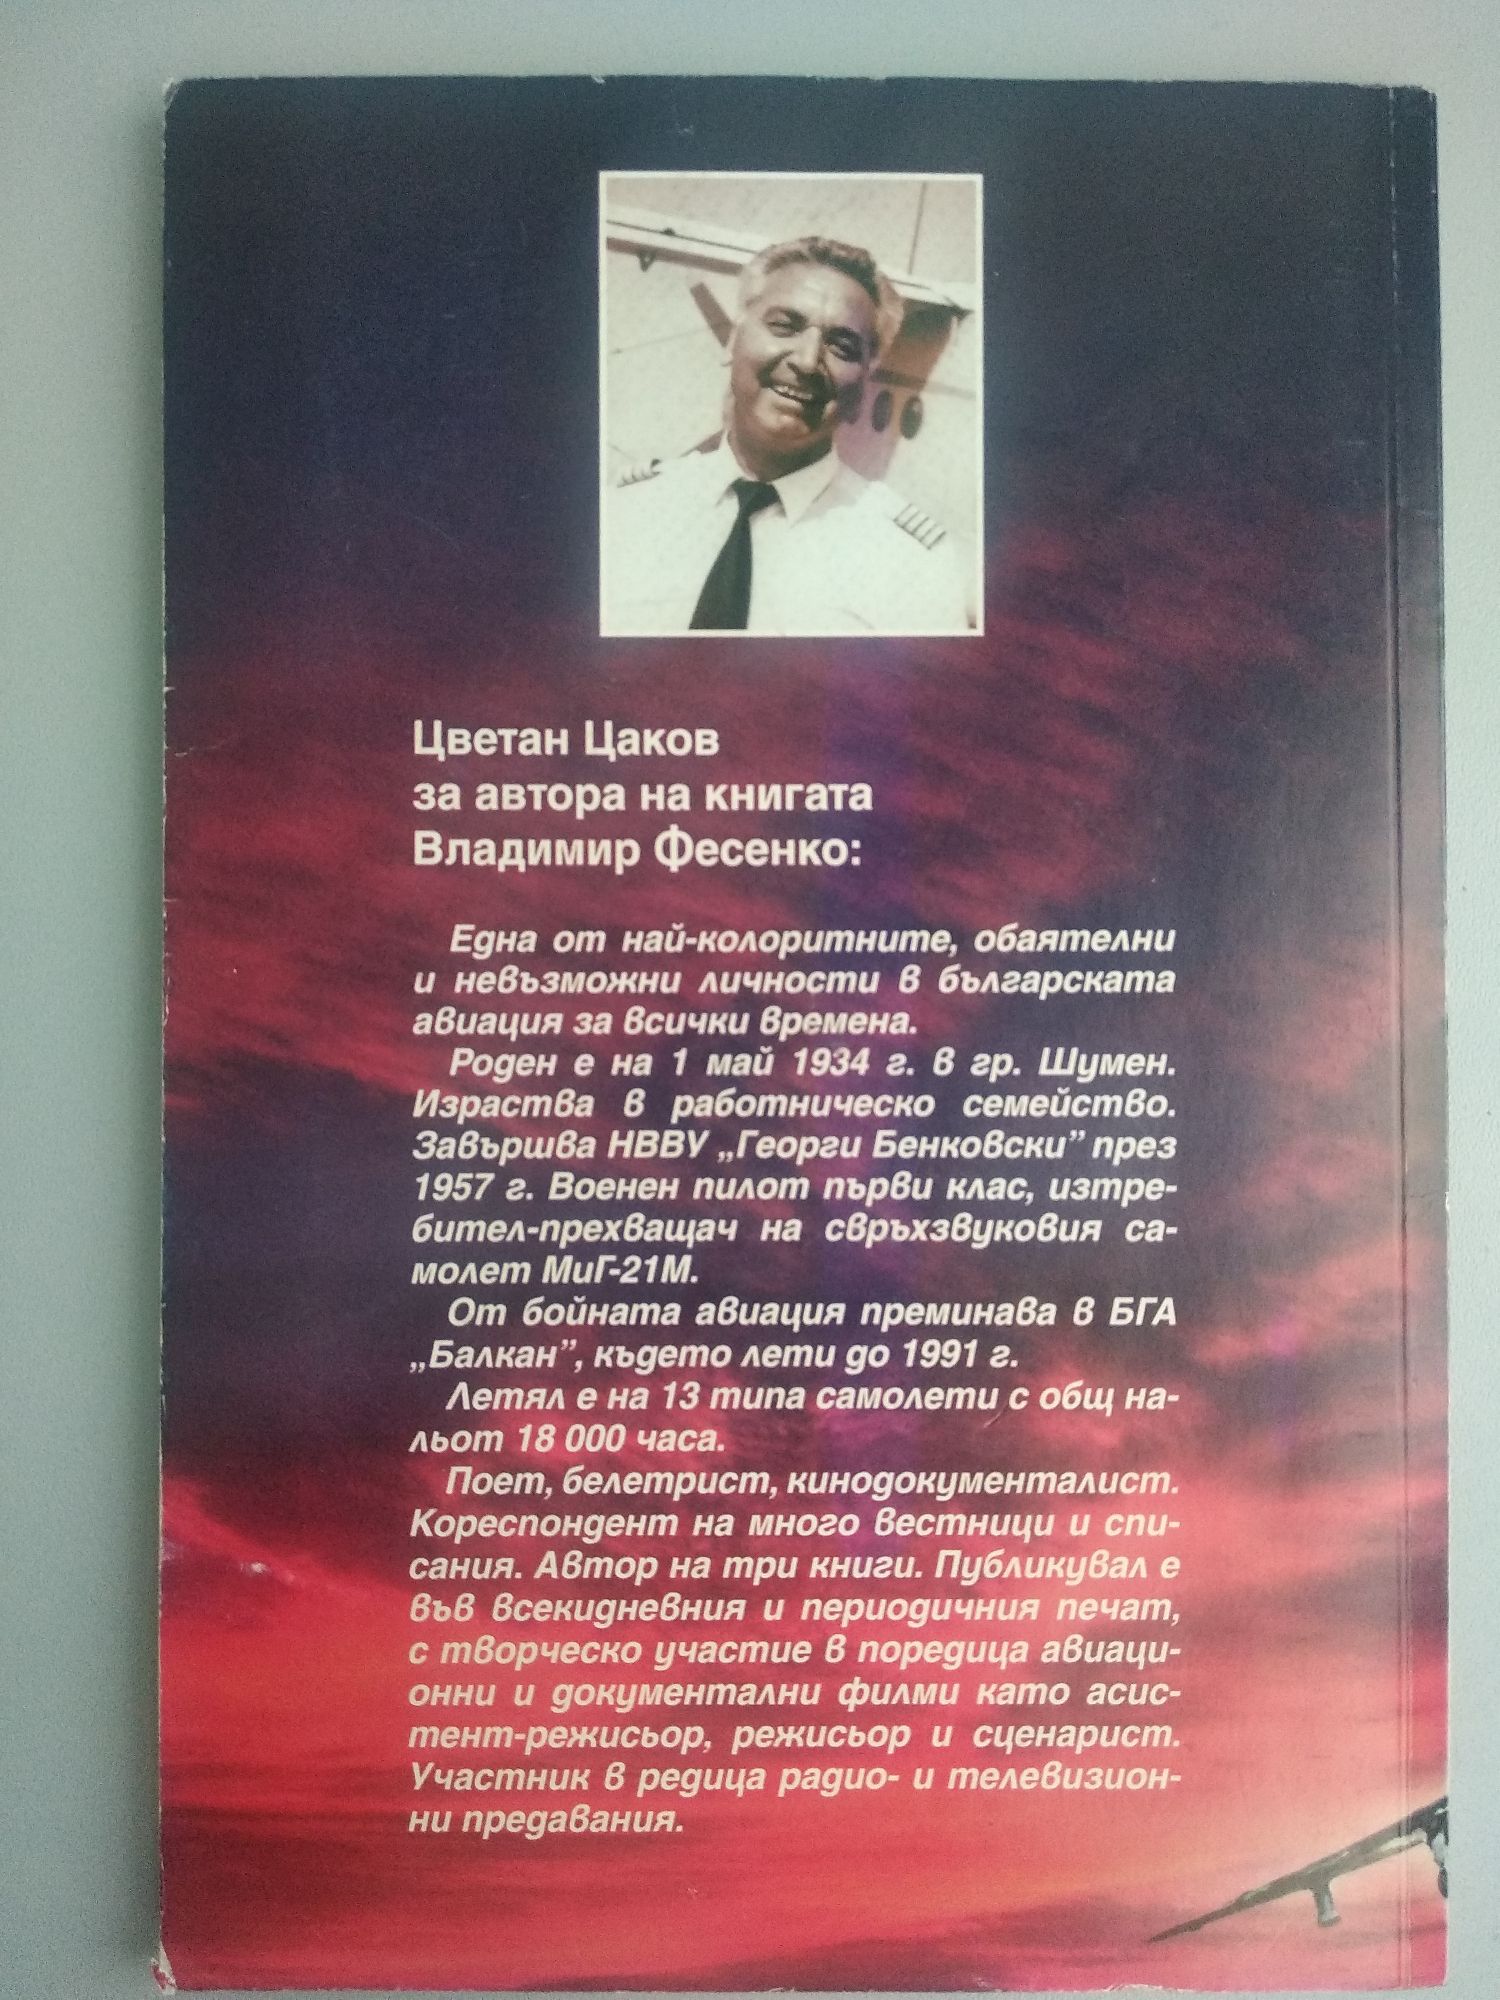 Цветан Цаков
за автора на книгата
Владимир Фесенко:
Една от най-колоритните, обаятелни
и невъзможни личности в българската
авиация за всички времена.
Роден е на 1 май 1934 г. в гр. Шумен.
Израства в работническо семейство.
Завършва НВВУ „Георги Бенковски” през
1957 г. Военен пилот първи клас, изтре-
бител-прехващач на свръхзвуковия са-
молет МиГ-21М.
От бойната авиация преминава в БГА
„Балкан”, където лети до 1991 г.
Летял е на 13 типа самолети с общ на-
льот 18 000 часа.
Поет, белетрист, кинодокументалист.
Кореспондент на много вестници и спи-
сания. Автор на три книги. Публикувал е
във всекидневния и периодичния печат,
с творческо участие в поредица авиаци-
онни и документални филми като асис-
тент-режисьор, режисьор и сценарист.
Участник в редица радио- и телевизион-
ни предавания.